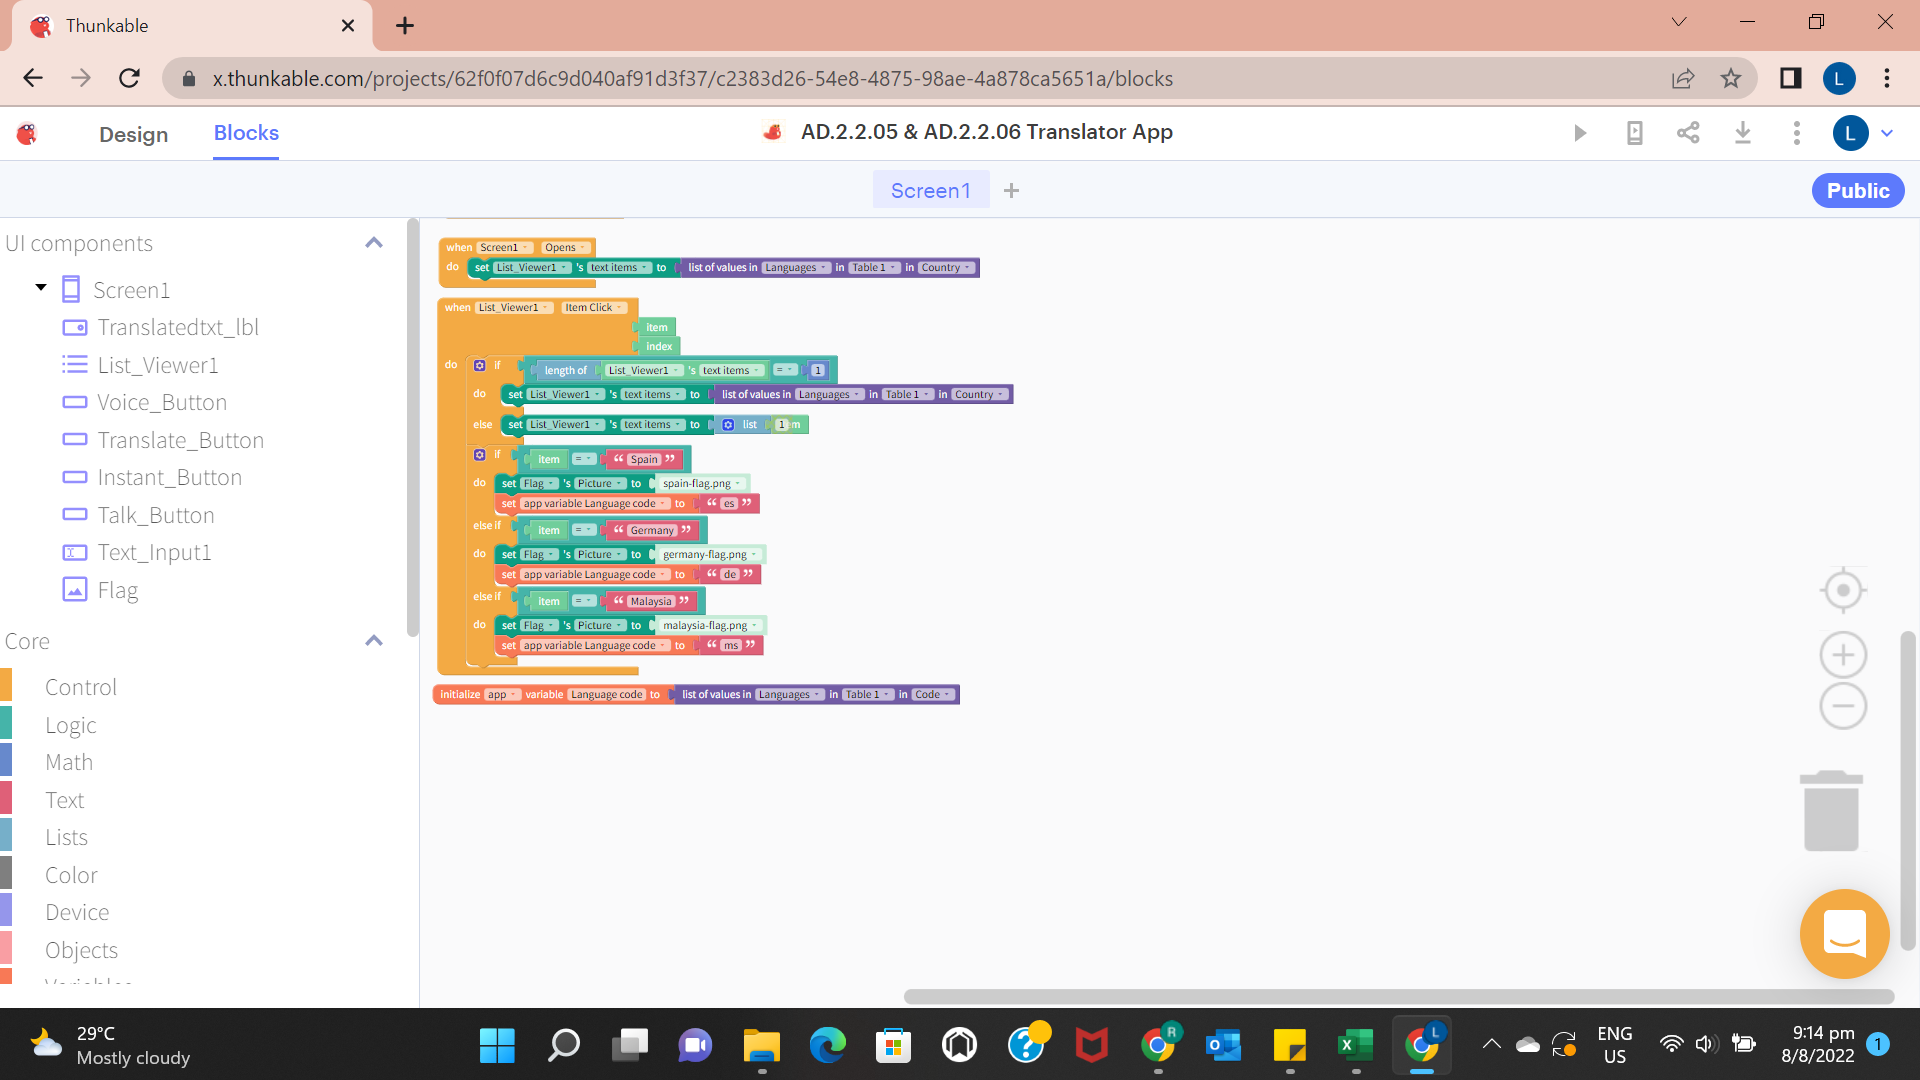 Thunkable
x.thunkable.com/projects/62f0f07d6c9d040af91d3f37/c2383d26-54e8-4875-98ae-4a878ca5651a/blocks
L
Design
Blocks
AD.2.2.05 & AD.2.2.06 Translator App
L
Screen1
Public
UI components
Screen1
Translatedtxt_lbl
List_Viewer1
Voice_Button
Translate_Button
Instant_Button
Talk_Button
Text_Input1
Flag
Core
Control
Logic
Math
Text
Lists
Color
Device
Objects
Variables
when Screen1 Opens
do set List_Viewer1 's text items to list of values in Languages in Table 1 in Country
when List_Viewer1 Item Click
item
index
do if length of List_Viewer1 's text items = 1
do set List_Viewer1 's text items to list of values in Languages in Table 1 in Country
else set List_Viewer1 's text items to list 1 m
if item = “ Spain ”
do set Flag 's Picture to spain-flag.png
set app variable Language code to “ es ”
else if item = “ Germany ”
do set Flag 's Picture to germany-flag.png
set app variable Language code to “ de ”
else if item = “ Malaysia ”
do set Flag 's Picture to malaysia-flag.png
set app variable Language code to “ ms ”
initialize app variable Language code to list of values in Languages in Table 1 in Code
29°C
Mostly cloudy
R
L
ENG
US
9:14 pm
8/8/2022
1